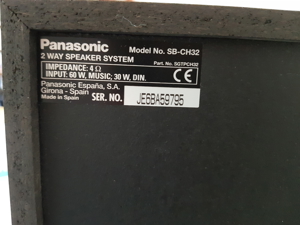 Panasonic Model No. SB-CH32
2 WAY SPEAKER SYSTEM Part No. SGTPCH32
IMPEDANCE: 4 Ω
INPUT: 60 W, MUSIC; 30 W, DIN. CE
Panasonic España, S.A.
Girona - Spain
Made in Spain SER. NO. JE6BA59795